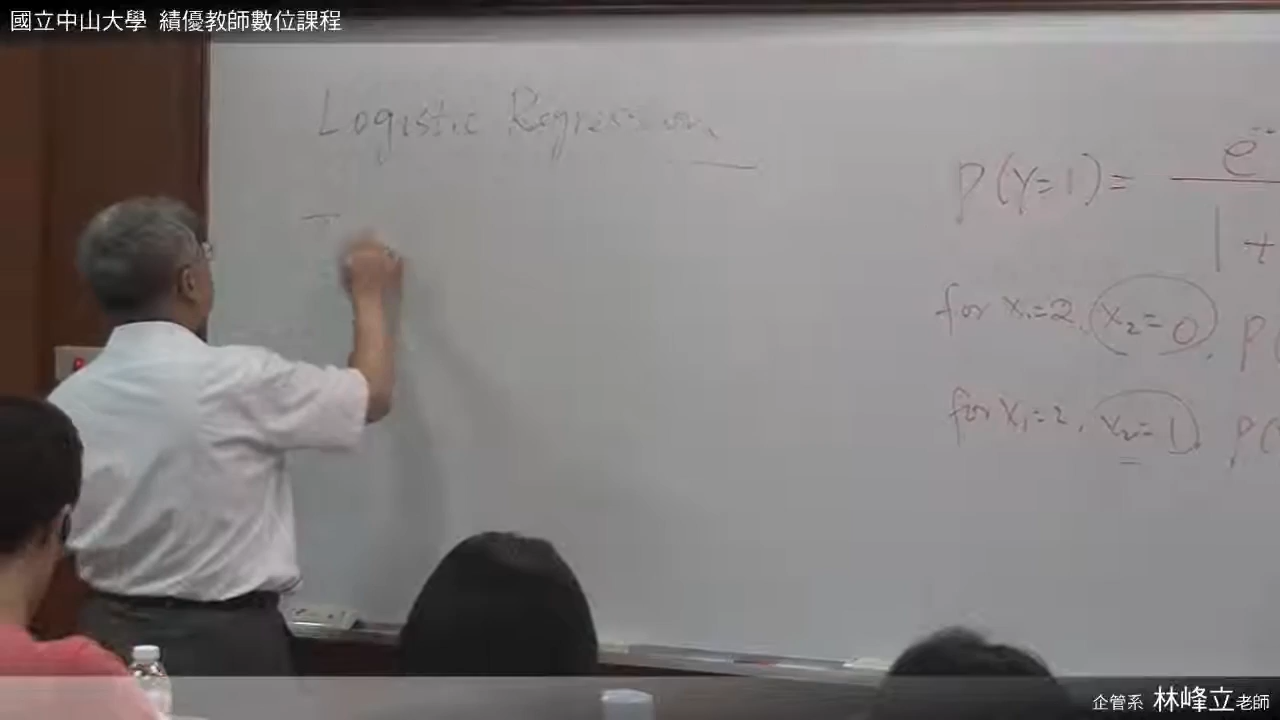 國立中山大學 績優教師數位課程
Logistic Regression
P(Y=1)= e
1+
for x₁=2, x₂=0, P(
for x₁=2, x₂=1, P(
企管系 林峰立老師